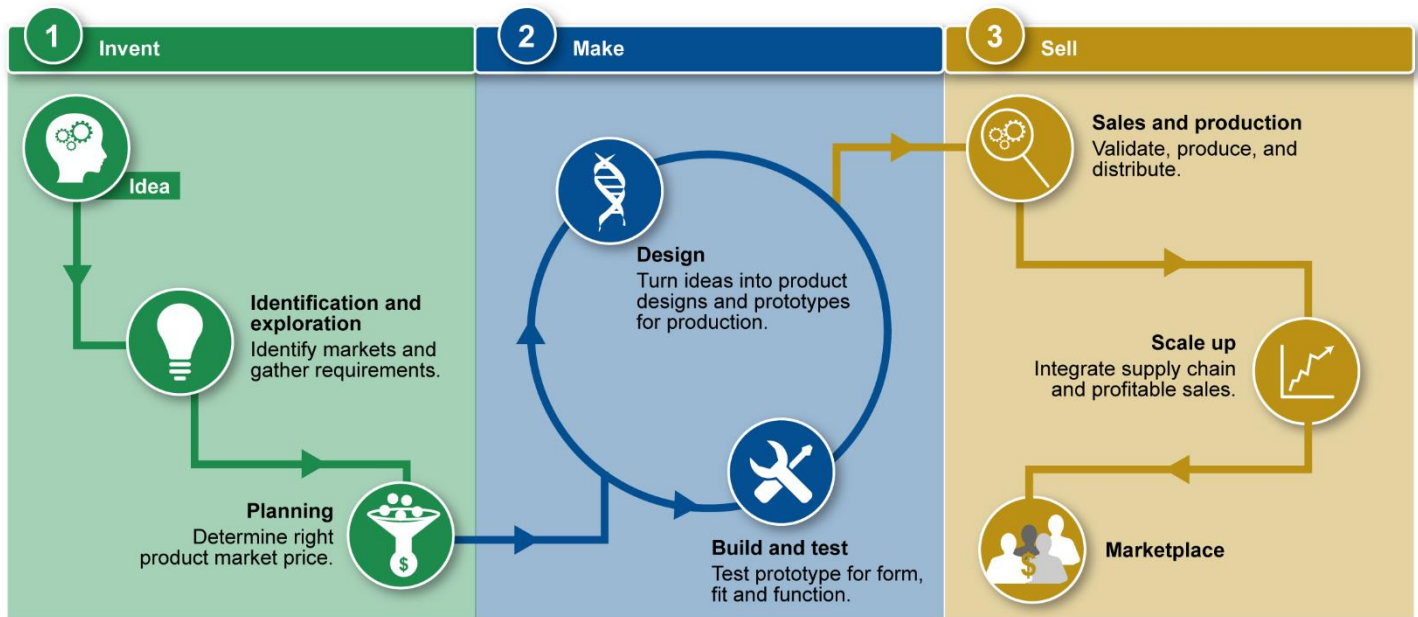 1
Invent
Idea
Identification and
exploration
Identify markets and
gather requirements.
Planning
Determine right
product market price.
$
2
Make
Design
Turn ideas into product
designs and prototypes
for production.
Build and test
Test prototype for form,
fit and function.
3
Sell
Sales and production
Validate, produce, and
distribute.
Scale up
Integrate supply chain
and profitable sales.
$
Marketplace